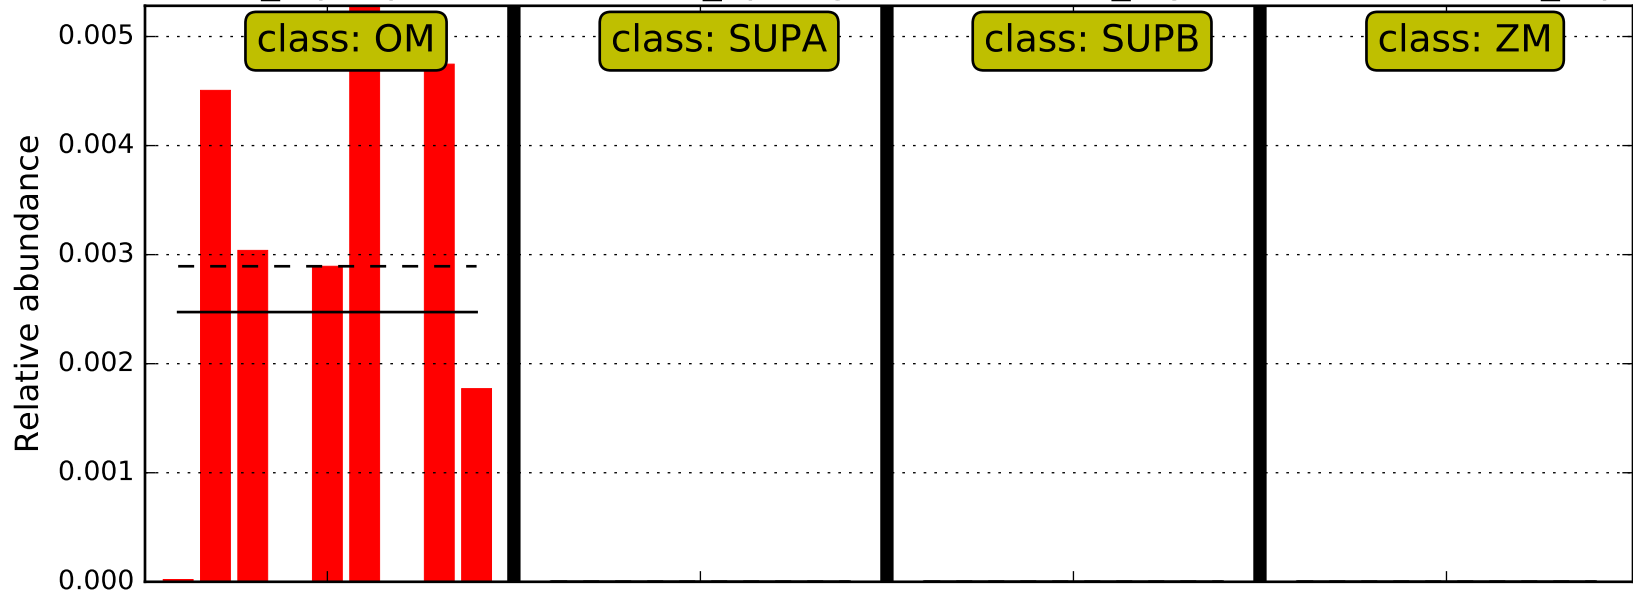 Relative abundance
0.005
0.004
0.003
0.002
0.001
0.000
class: OM
class: SUPA
class: SUPB
class: ZM